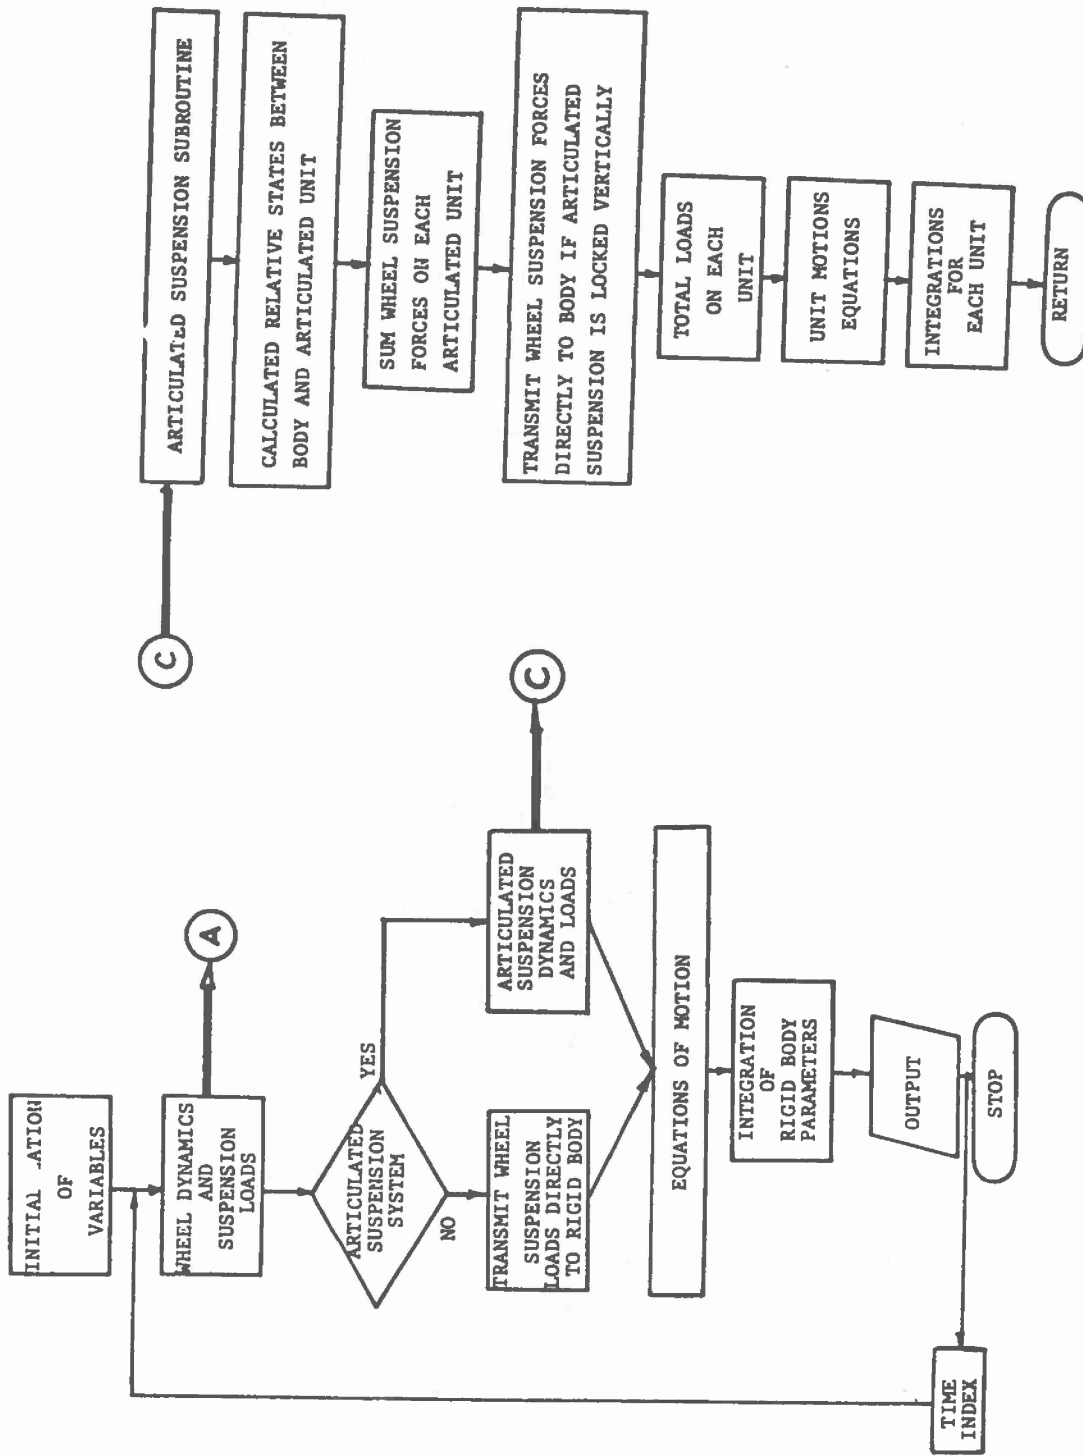 INITIAL ATION
OF
VARIABLES
WHEEL DYNAMICS
AND
SUSPENSION
LOADS
A
ARTICULATED
SUSPENSION
SYSTEM
YES
NO
TRANSMIT WHEEL
SUSPENSION
LOADS DIRECTLY
TO RIGID BODY
ARTICULATED
SUSPENSION
DYNAMICS
AND LOADS
C
EQUATIONS OF MOTION
INTEGRATION
OF
RIGID BODY
PARAMETERS
OUTPUT
STOP
TIME
INDEX
C
ARTICULATED SUSPENSION SUBROUTINE
CALCULATED RELATIVE STATES BETWEEN
BODY AND ARTICULATED UNIT
SUM WHEEL SUSPENSION
FORCES ON EACH
ARTICULATED UNIT
TRANSMIT WHEEL SUSPENSION FORCES
DIRECTLY TO BODY IF ARTICULATED
SUSPENSION IS LOCKED VERTICALLY
TOTAL LOADS
ON EACH
UNIT
UNIT MOTIONS
EQUATIONS
INTEGRATIONS
FOR
EACH UNIT
RETURN